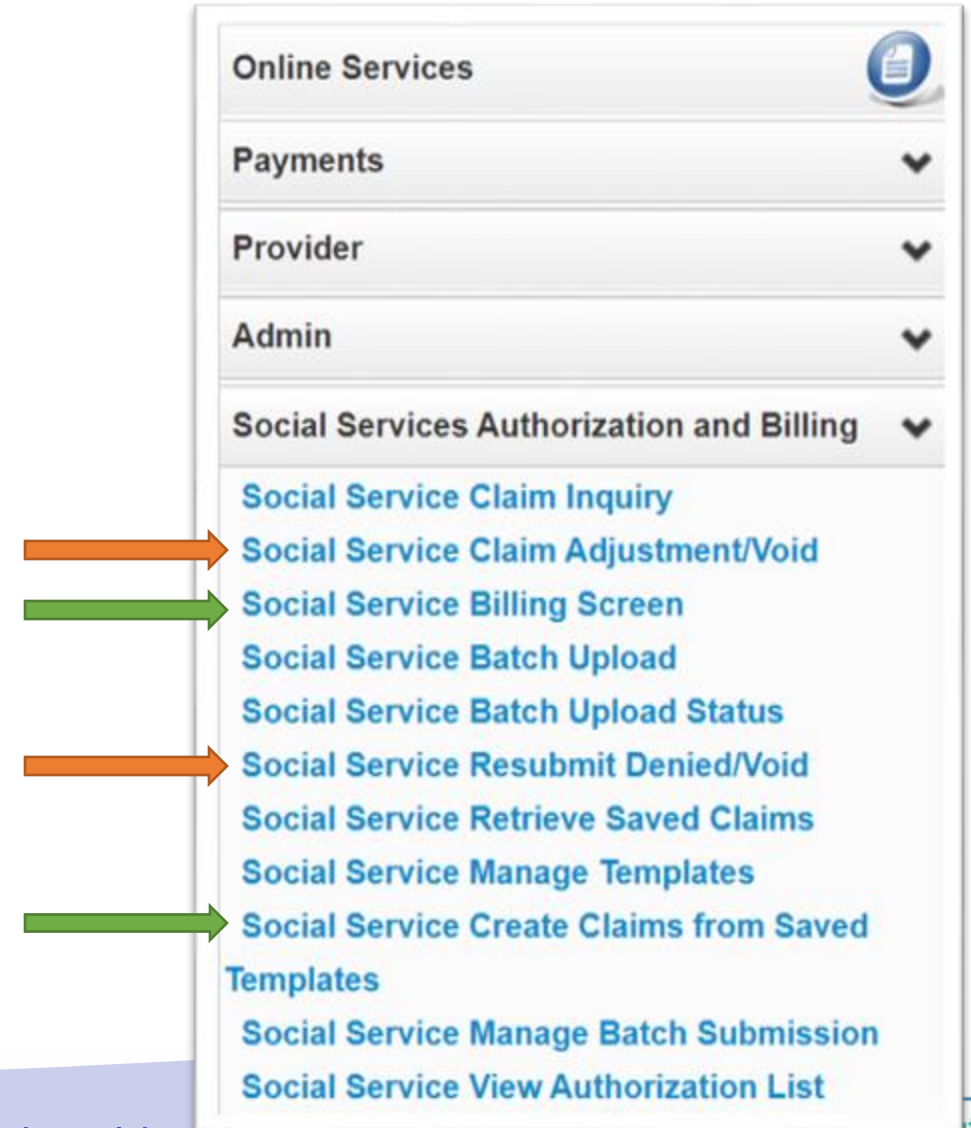 Online Services
Payments
Provider
Admin
Social Services Authorization and Billing
Social Service Claim Inquiry
Social Service Claim Adjustment/Void
Social Service Billing Screen
Social Service Batch Upload
Social Service Batch Upload Status
Social Service Resubmit Denied/Void
Social Service Retrieve Saved Claims
Social Service Manage Templates
Social Service Create Claims from Saved
Templates
Social Service Manage Batch Submission
Social Service View Authorization List